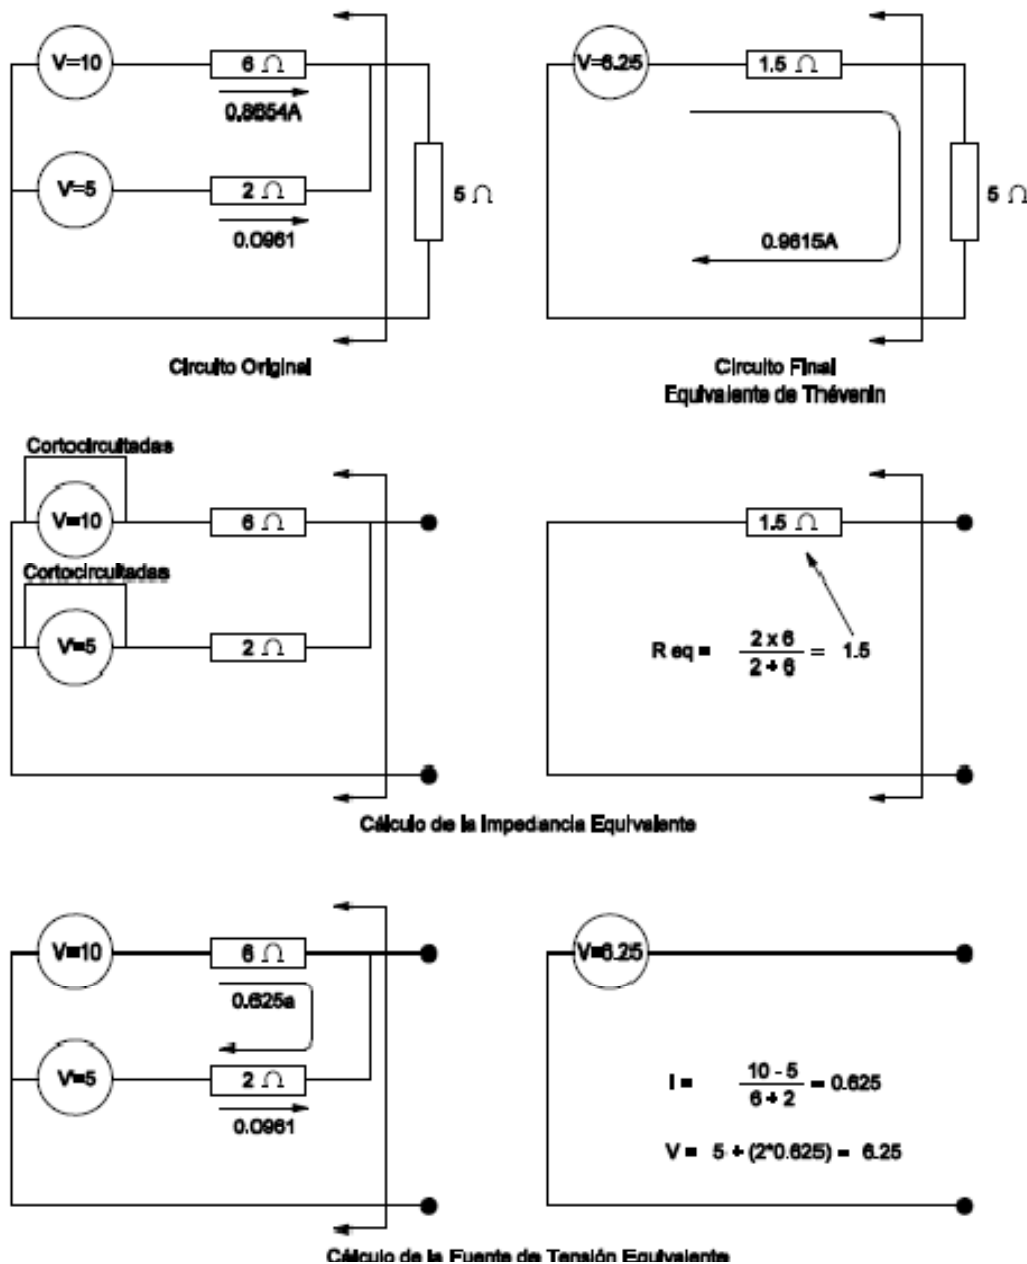 V=10
6 Ω
0.8654A
V=5
2 Ω
0.0961
5 Ω
Circuito Original
V=6.25
1.5 Ω
0.9615A
5 Ω
Circuito Final
Equivalente de Thévenin
Cortocircuitadas
V=10
6 Ω
Cortocircuitadas
V=5
2 Ω
1.5 Ω
R eq = 2 x 6 / 2 + 6 = 1.5
Cálculo de la Impedancia Equivalente
V=10
6 Ω
0.625a
V=5
2 Ω
0.0961
V=6.25
I = 10 - 5 / 6 + 2 = 0.625
V = 5 + (2*0.625) = 6.25
Cálculo de la Fuente de Tensión Equivalente